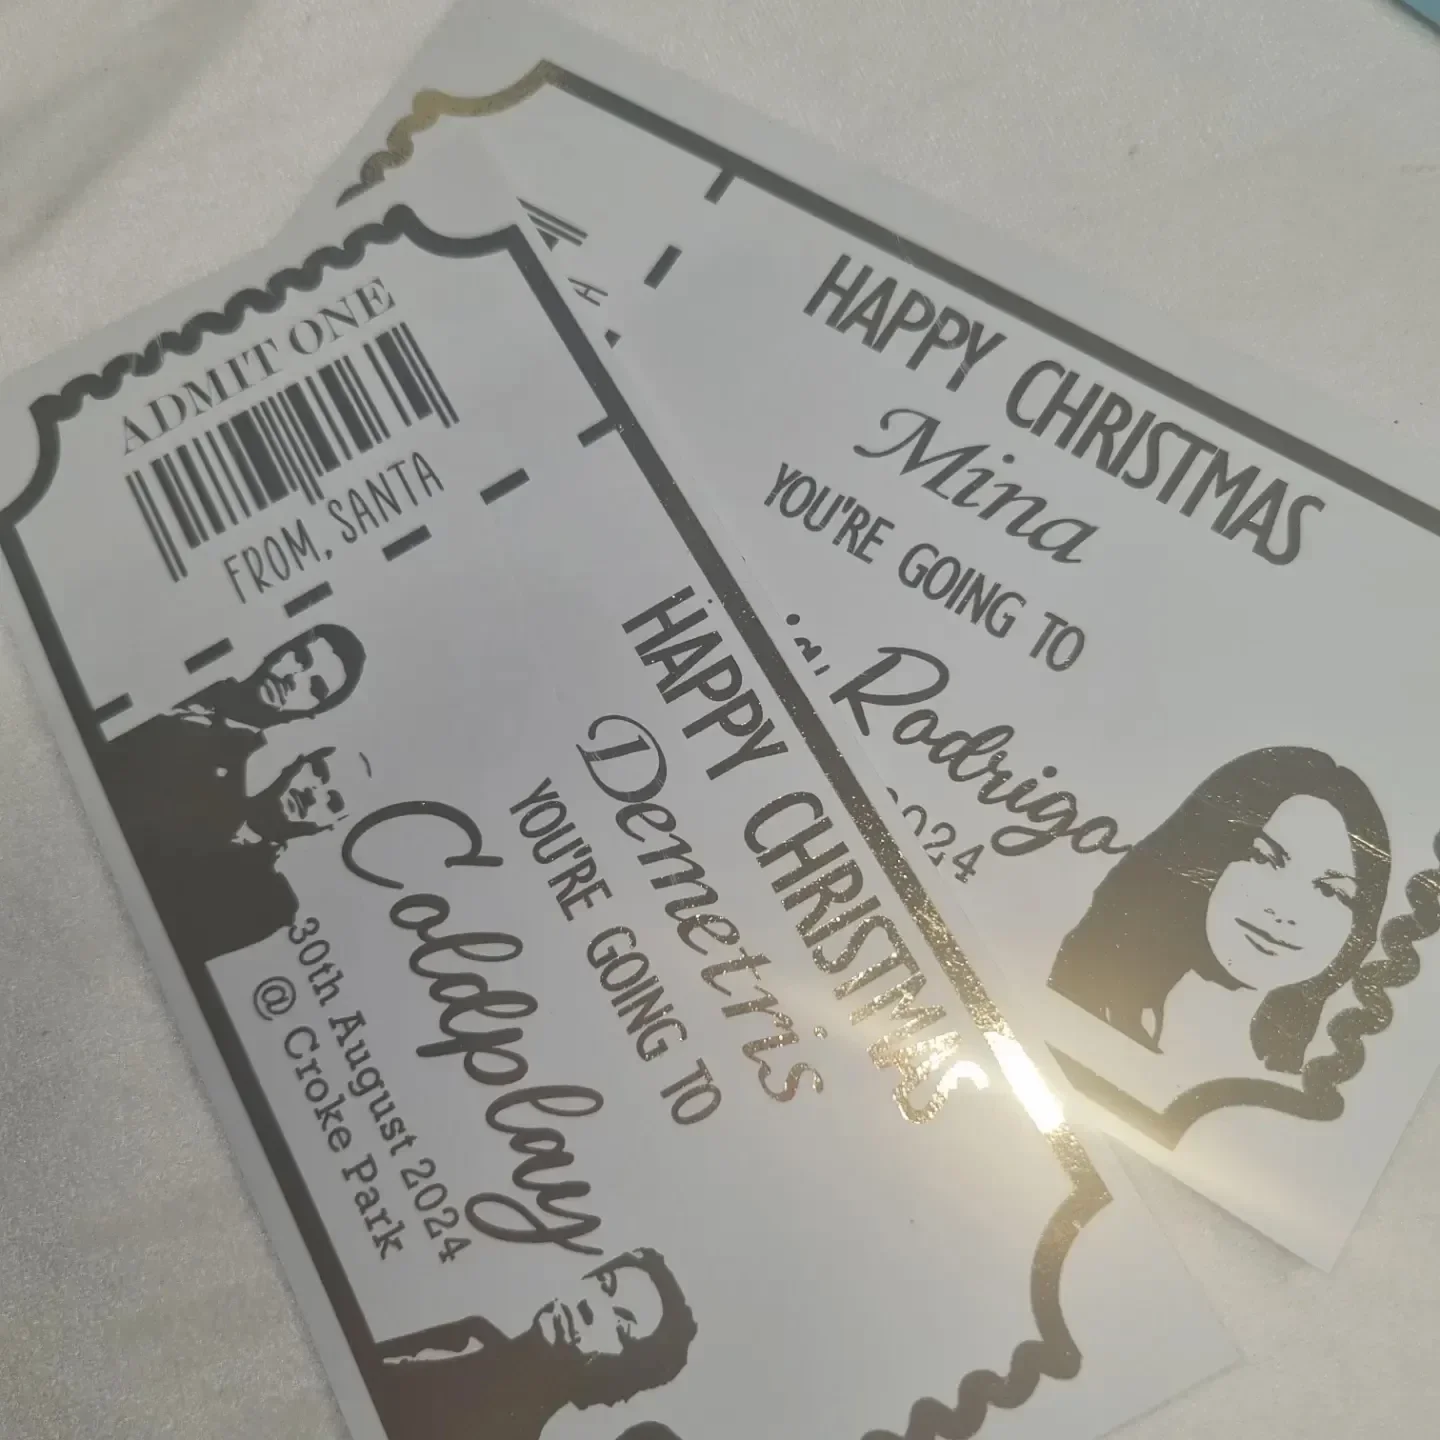 ADMIT ONE
FROM, SANTA
HAPPY CHRISTMAS
Demetris
YOU'RE GOING TO
Coldplay
30th August 2024
@ Croke Park
HAPPY CHRISTMAS
Mina
YOU'RE GOING TO
Rodrigo